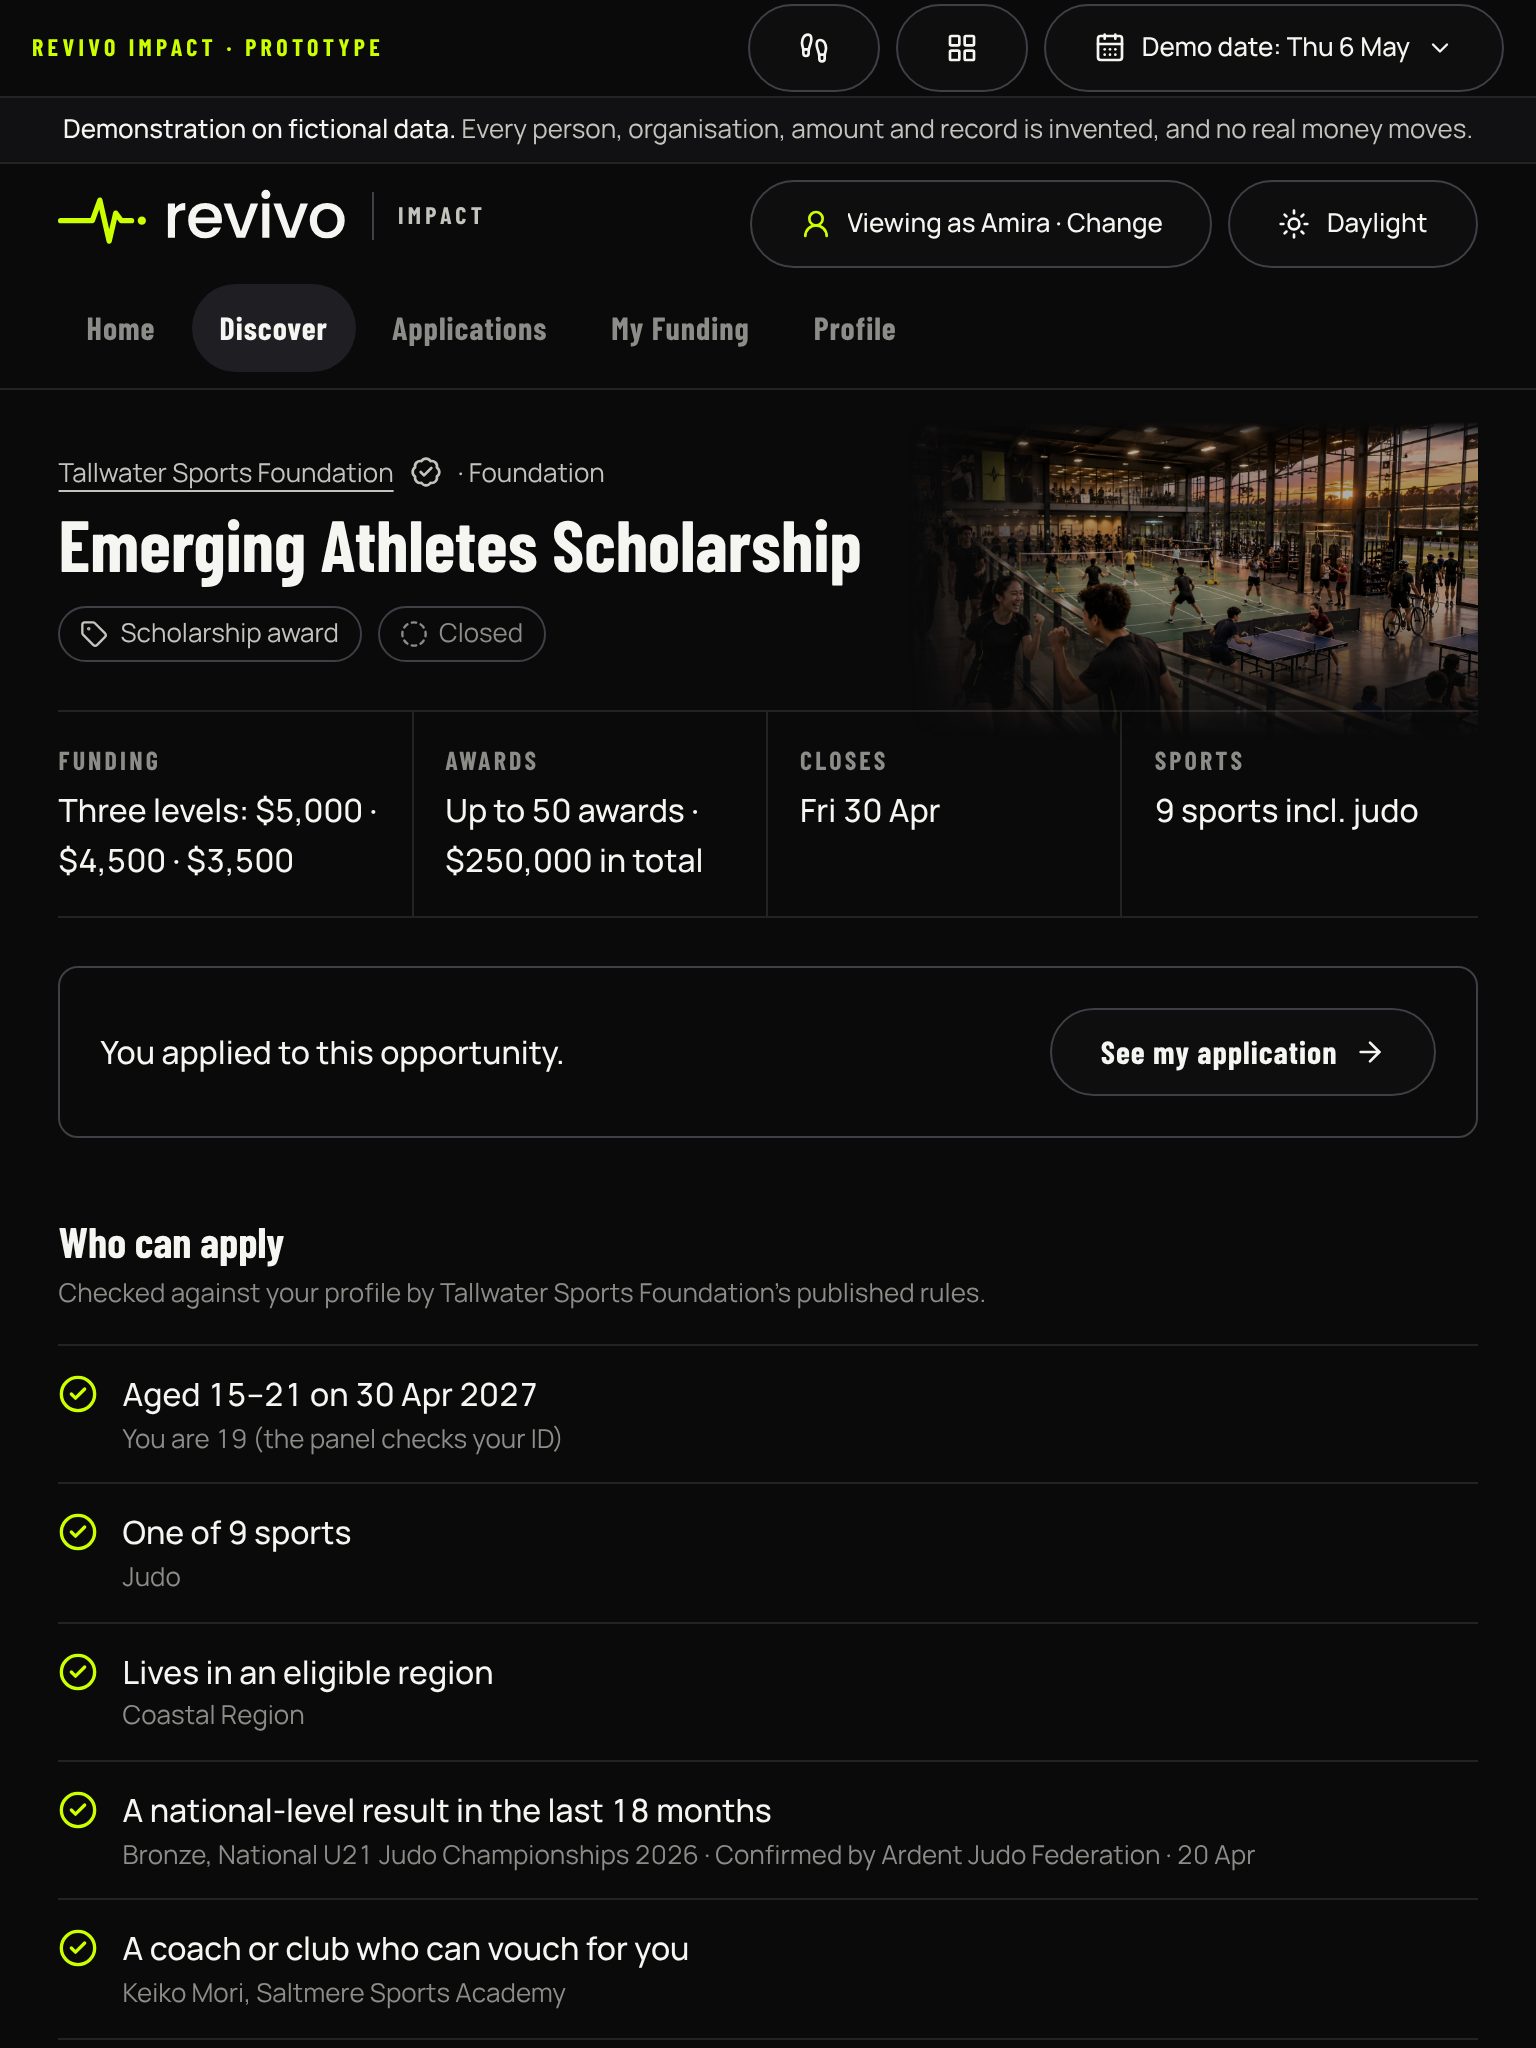 REVIVO IMPACT · PROTOTYPE
Demo date: Thu 6 May
Demonstration on fictional data. Every person, organisation, amount and record is invented, and no real money moves.
revivo
IMPACT
Viewing as Amira · Change
Daylight
Home
Discover
Applications
My Funding
Profile
Tallwater Sports Foundation · Foundation
Emerging Athletes Scholarship
Scholarship award
Closed
FUNDING
Three levels: $5,000 ·
$4,500 · $3,500
AWARDS
Up to 50 awards ·
$250,000 in total
CLOSES
Fri 30 Apr
SPORTS
9 sports incl. judo
You applied to this opportunity.
See my application
Who can apply
Checked against your profile by Tallwater Sports Foundation’s published rules.
Aged 15–21 on 30 Apr 2027
You are 19 (the panel checks your ID)
One of 9 sports
Judo
Lives in an eligible region
Coastal Region
A national-level result in the last 18 months
Bronze, National U21 Judo Championships 2026 · Confirmed by Ardent Judo Federation · 20 Apr
A coach or club who can vouch for you
Keiko Mori, Saltmere Sports Academy